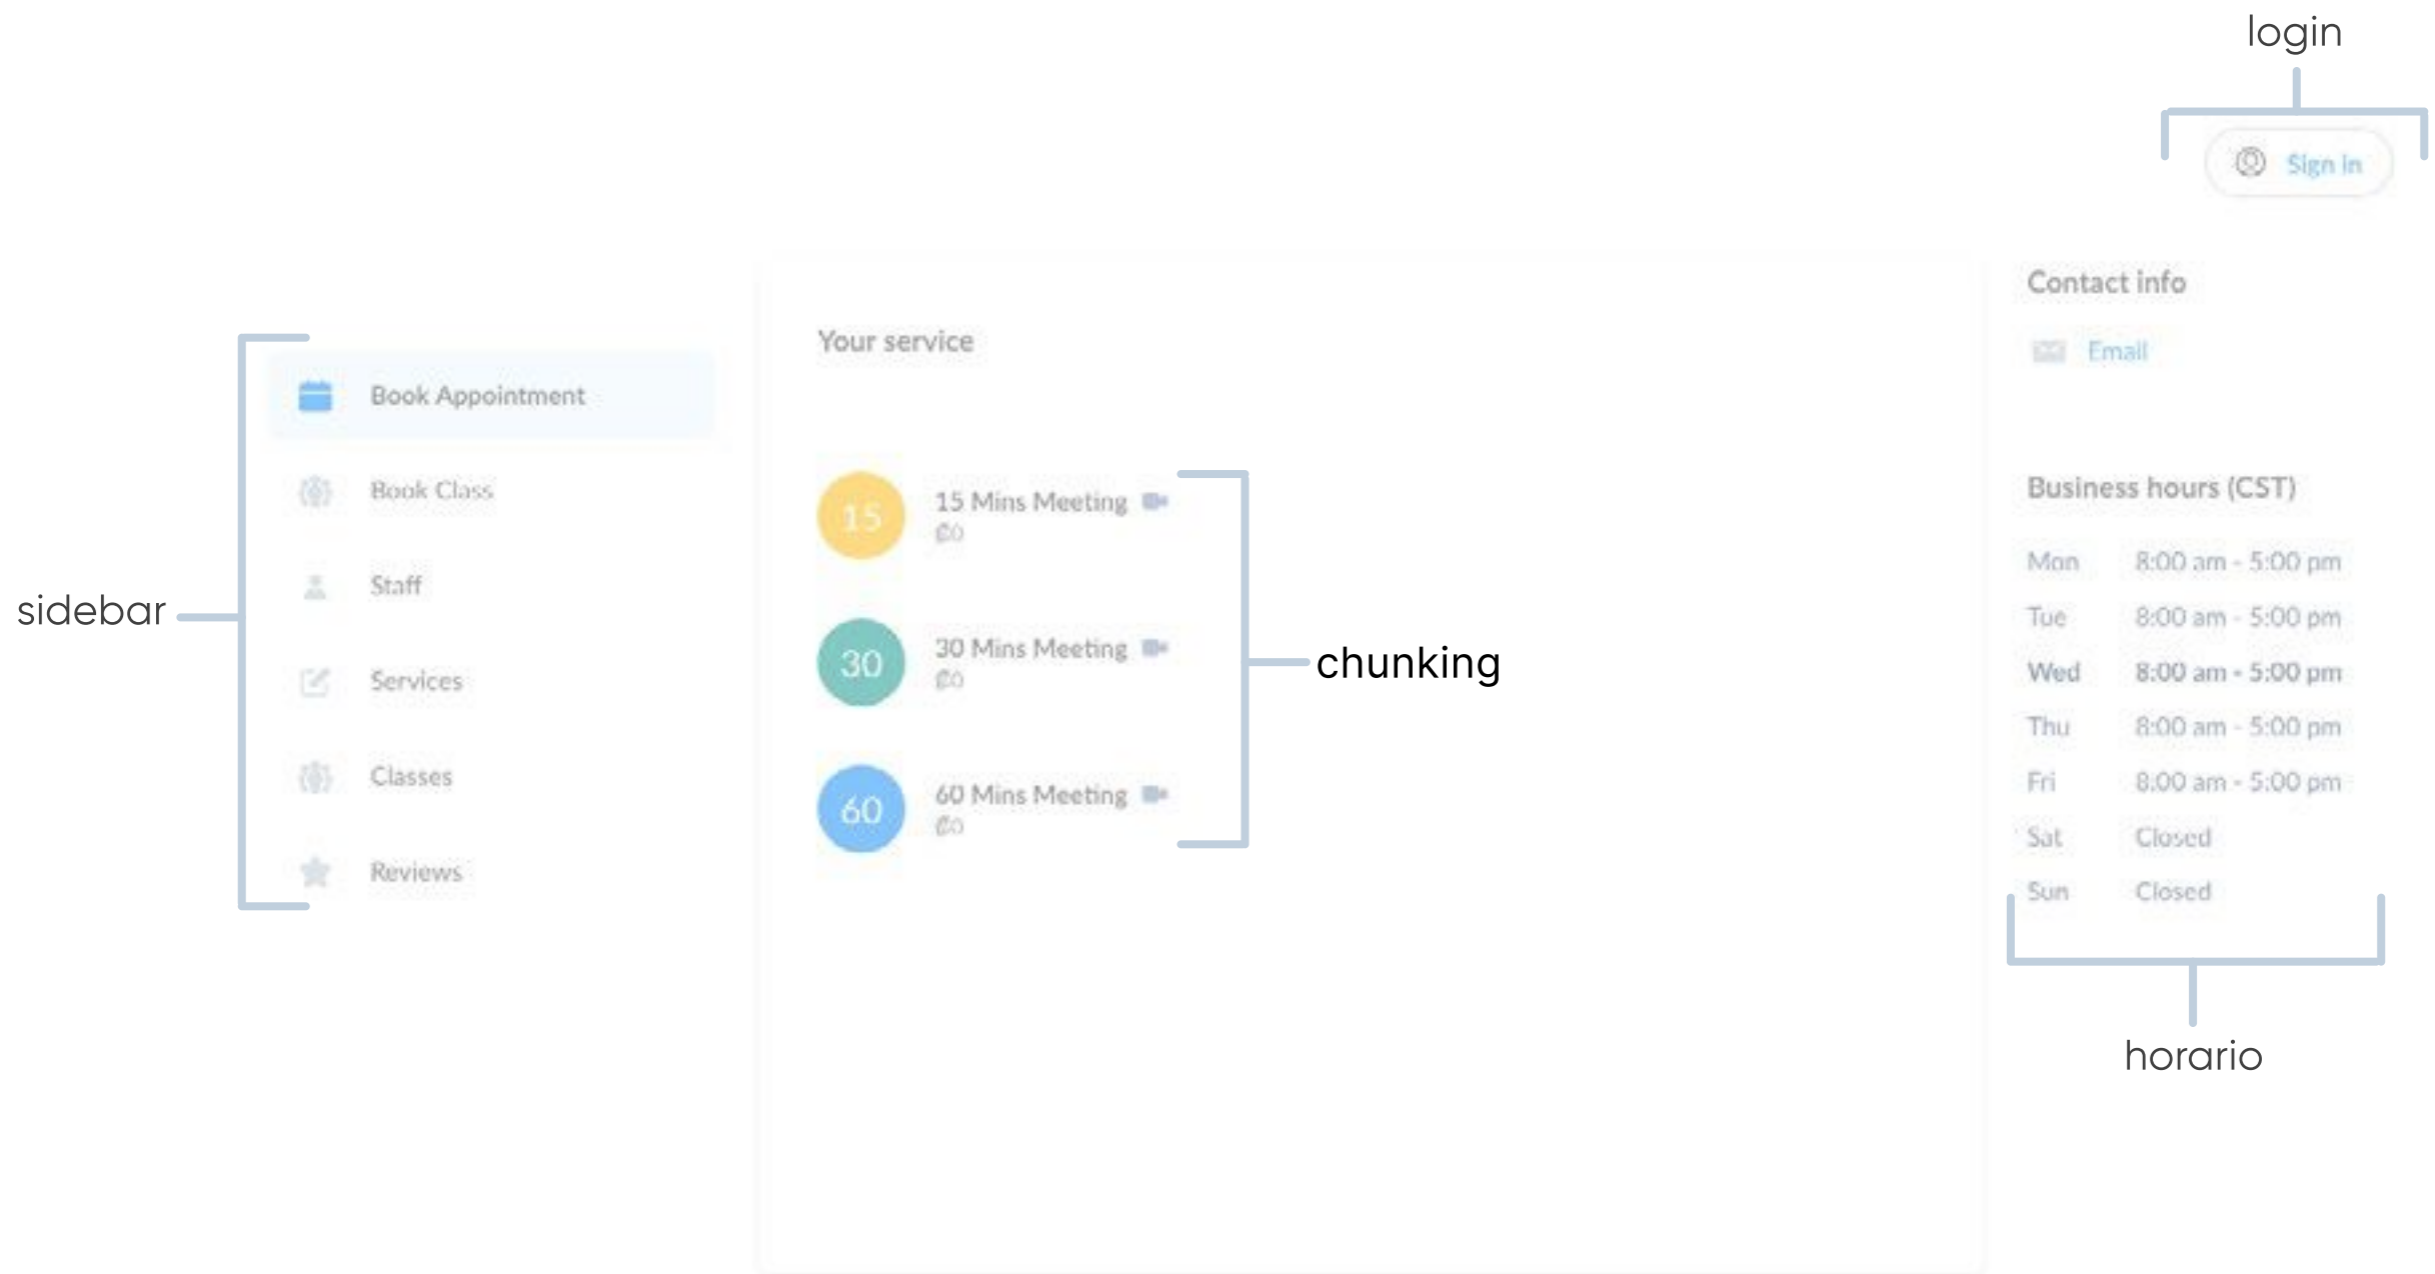 login
Sign in
sidebar
Book Appointment
Book Class
Staff
Services
Classes
Reviews
Your service
15
15 Mins Meeting
₡0
30
30 Mins Meeting
₡0
60
60 Mins Meeting
₡0
chunking
Contact info
Email
Business hours (CST)
Mon 8:00 am - 5:00 pm
Tue 8:00 am - 5:00 pm
Wed 8:00 am - 5:00 pm
Thu 8:00 am - 5:00 pm
Fri 8:00 am - 5:00 pm
Sat Closed
Sun Closed
horario